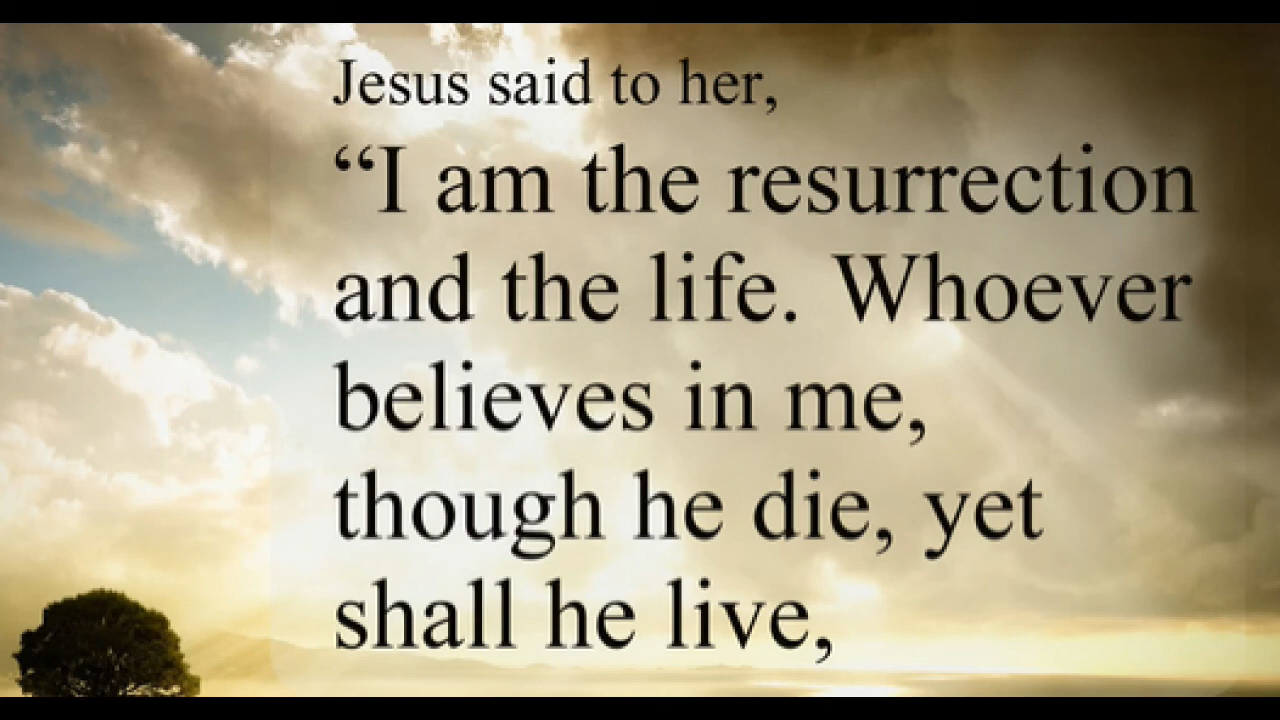 Jesus said to her,
“I am the resurrection
and the life. Whoever
believes in me,
though he die, yet
shall he live,